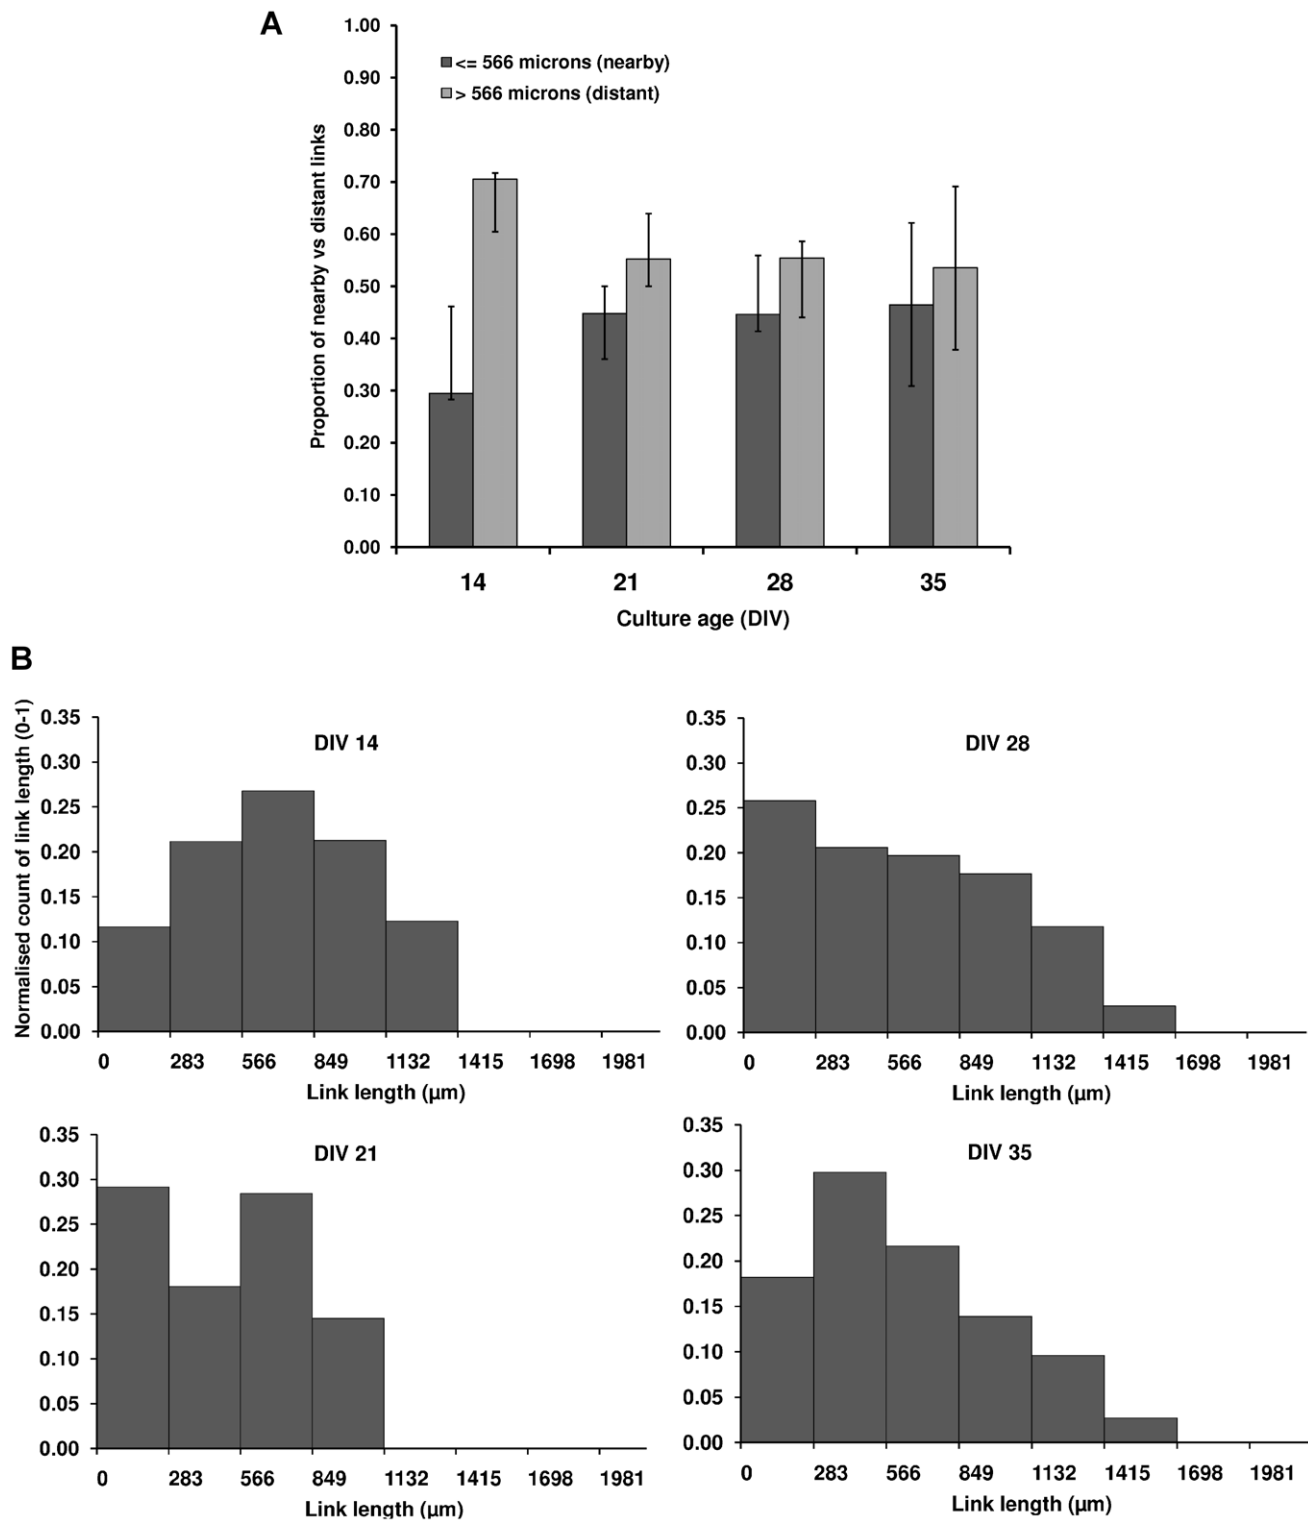 A
1.00
0.90
0.80
0.70
0.60
0.50
0.40
0.30
0.20
0.10
0.00
Proportion of nearby vs distant links
<= 566 microns (nearby)
> 566 microns (distant)
14 21 28 35
Culture age (DIV)
B
Normalised count of link length (0-1)
0.35
0.30
0.25
0.20
0.15
0.10
0.05
0.00
DIV 14
0 283 566 849 1132 1415 1698 1981
Link length (µm)
0.35
0.30
0.25
0.20
0.15
0.10
0.05
0.00
DIV 28
0 283 566 849 1132 1415 1698 1981
Link length (µm)
0.35
0.30
0.25
0.20
0.15
0.10
0.05
0.00
DIV 21
0 283 566 849 1132 1415 1698 1981
Link length (µm)
0.35
0.30
0.25
0.20
0.15
0.10
0.05
0.00
DIV 35
0 283 566 849 1132 1415 1698 1981
Link length (µm)